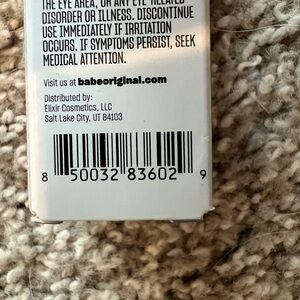 THE EYE AREA, OR ANY EYE-RELATED
DISORDER OR ILLNESS. DISCONTINUE
USE IMMEDIATELY IF IRRITATION
OCCURS. IF SYMPTOMS PERSIST, SEEK
MEDICAL ATTENTION.
Visit us at babeoriginal.com
Distributed by:
Elixir Cosmetics, LLC
Salt Lake City, UT 84103
8 50032 83602 9